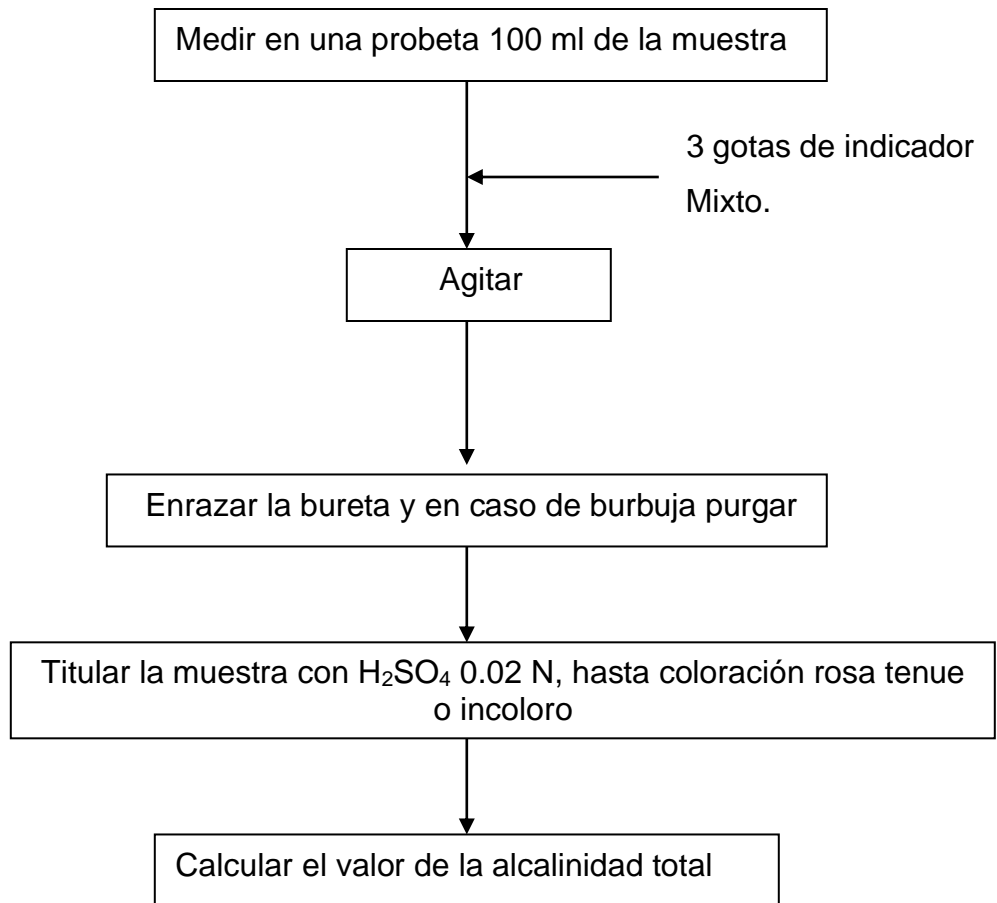 Medir en una probeta 100 ml de la muestra
3 gotas de indicador
Mixto.
Agitar
Enrazar la bureta y en caso de burbuja purgar
Titular la muestra con H₂SO₄ 0.02 N, hasta coloración rosa tenue
o incoloro
Calcular el valor de la alcalinidad total